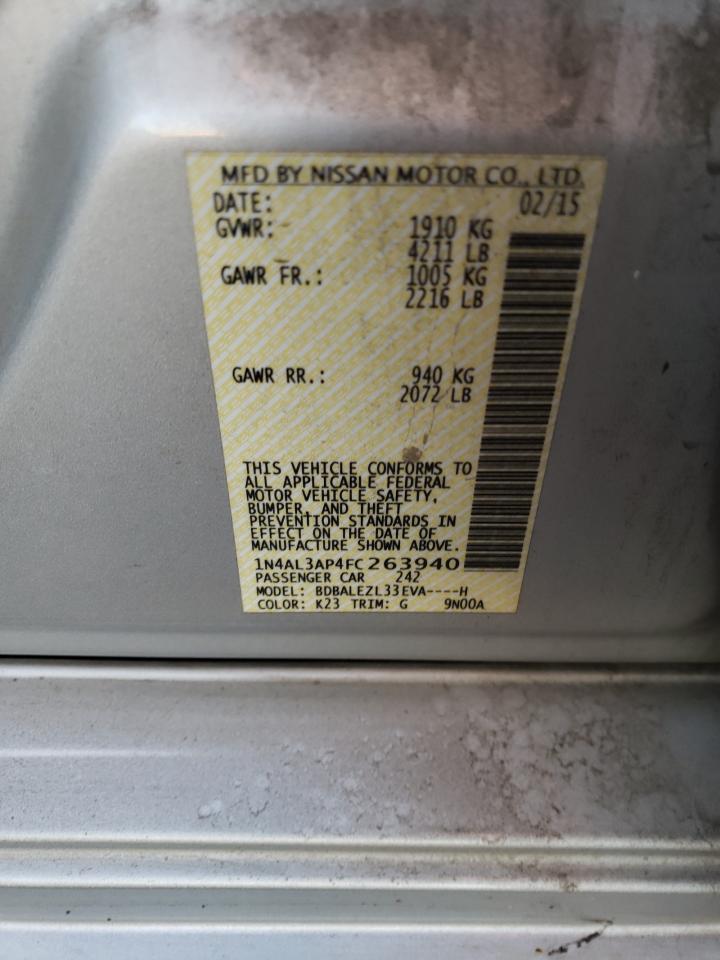 MFD BY NISSAN MOTOR CO., LTD.
DATE: 02/15
GVWR: 1910 KG
4211 LB
GAWR FR.: 1005 KG
2216 LB
GAWR RR.: 940 KG
2072 LB
THIS VEHICLE CONFORMS TO
ALL APPLICABLE FEDERAL
MOTOR VEHICLE SAFETY,
BUMPER, AND THEFT
PREVENTION STANDARDS IN
EFFECT ON THE DATE OF
MANUFACTURE SHOWN ABOVE.
1N4AL3AP4FC263940
PASSENGER CAR 242
MODEL: BDBALEZL33EVA----H
COLOR: K23 TRIM: G 9N00A